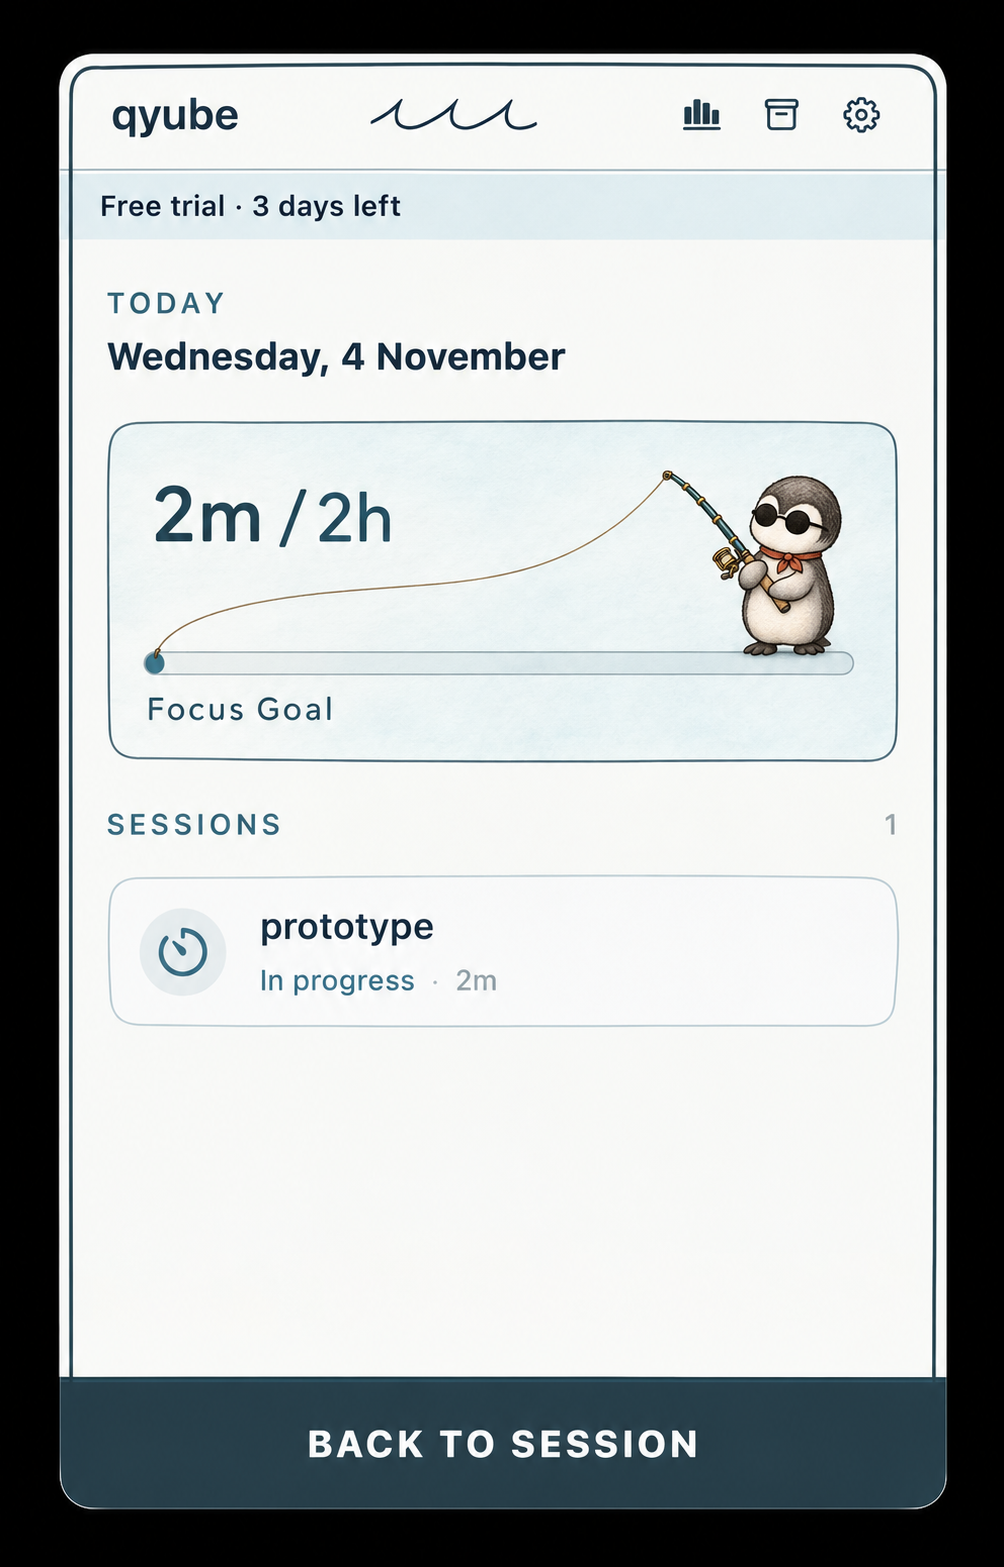 qyube
Free trial · 3 days left
TODAY
Wednesday, 4 November
2m / 2h
Focus Goal
SESSIONS 1
prototype
In progress · 2m
BACK TO SESSION